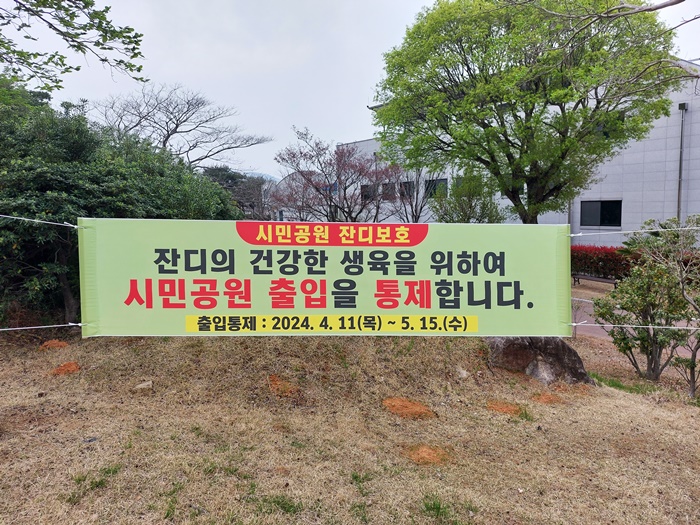 시민공원 잔디보호
잔디의 건강한 생육을 위하여
시민공원 출입을 통제합니다.
출입통제 : 2024. 4. 11(목) ~ 5. 15.(수)